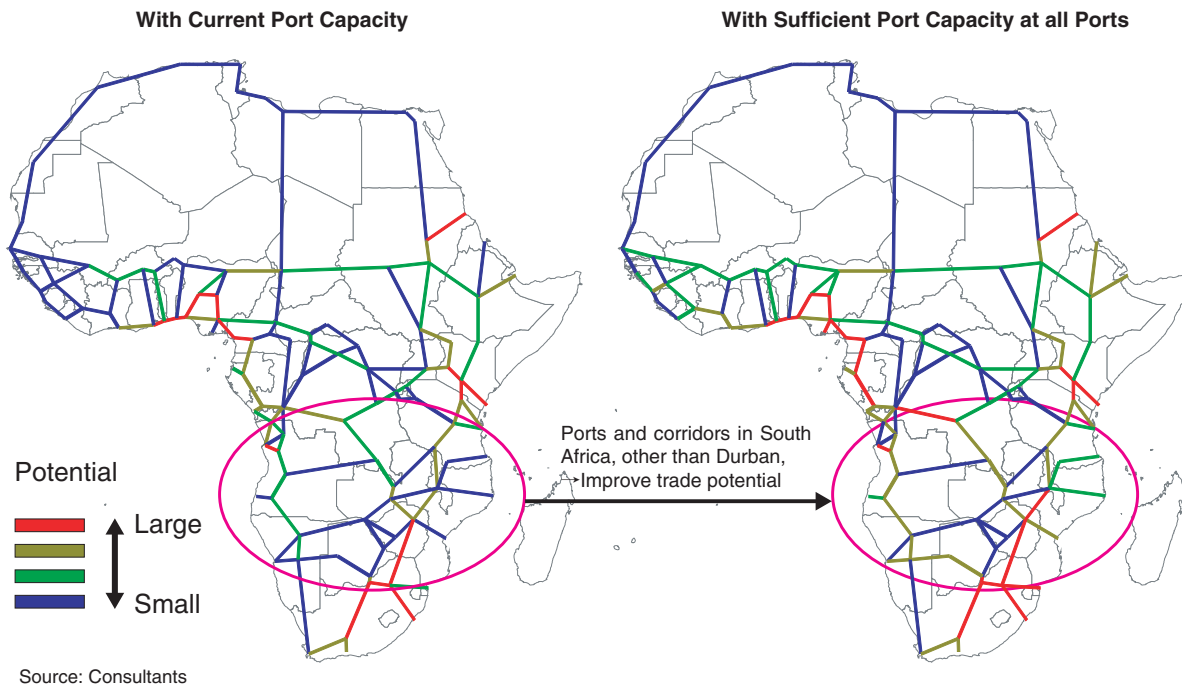 With Current Port Capacity
With Sufficient Port Capacity at all Ports
Ports and corridors in South
Africa, other than Durban,
→Improve trade potential
Potential
Large
Small
Source: Consultants